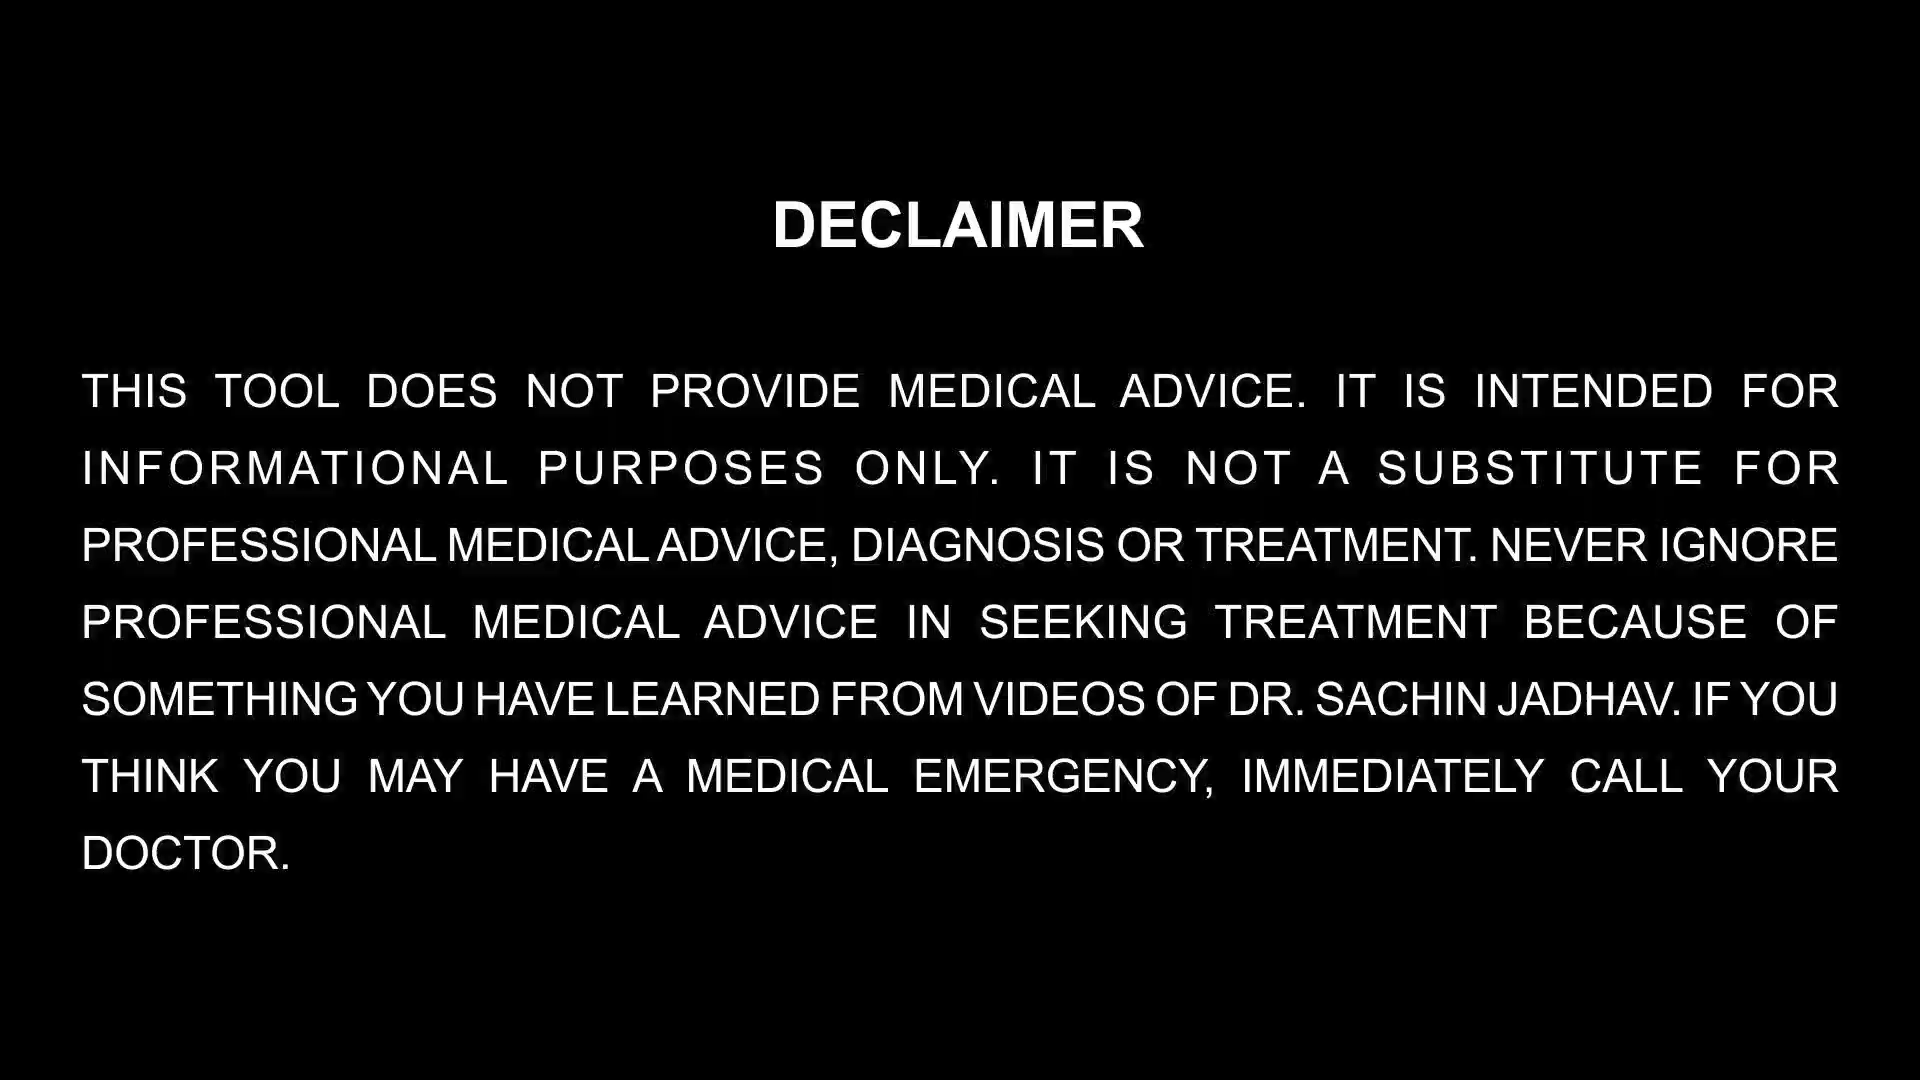 DECLAIMER
THIS TOOL DOES NOT PROVIDE MEDICAL ADVICE. IT IS INTENDED FOR
INFORMATIONAL PURPOSES ONLY. IT IS NOT A SUBSTITUTE FOR
PROFESSIONAL MEDICAL ADVICE, DIAGNOSIS OR TREATMENT. NEVER IGNORE
PROFESSIONAL MEDICAL ADVICE IN SEEKING TREATMENT BECAUSE OF
SOMETHING YOU HAVE LEARNED FROM VIDEOS OF DR. SACHIN JADHAV. IF YOU
THINK YOU MAY HAVE A MEDICAL EMERGENCY, IMMEDIATELY CALL YOUR
DOCTOR.